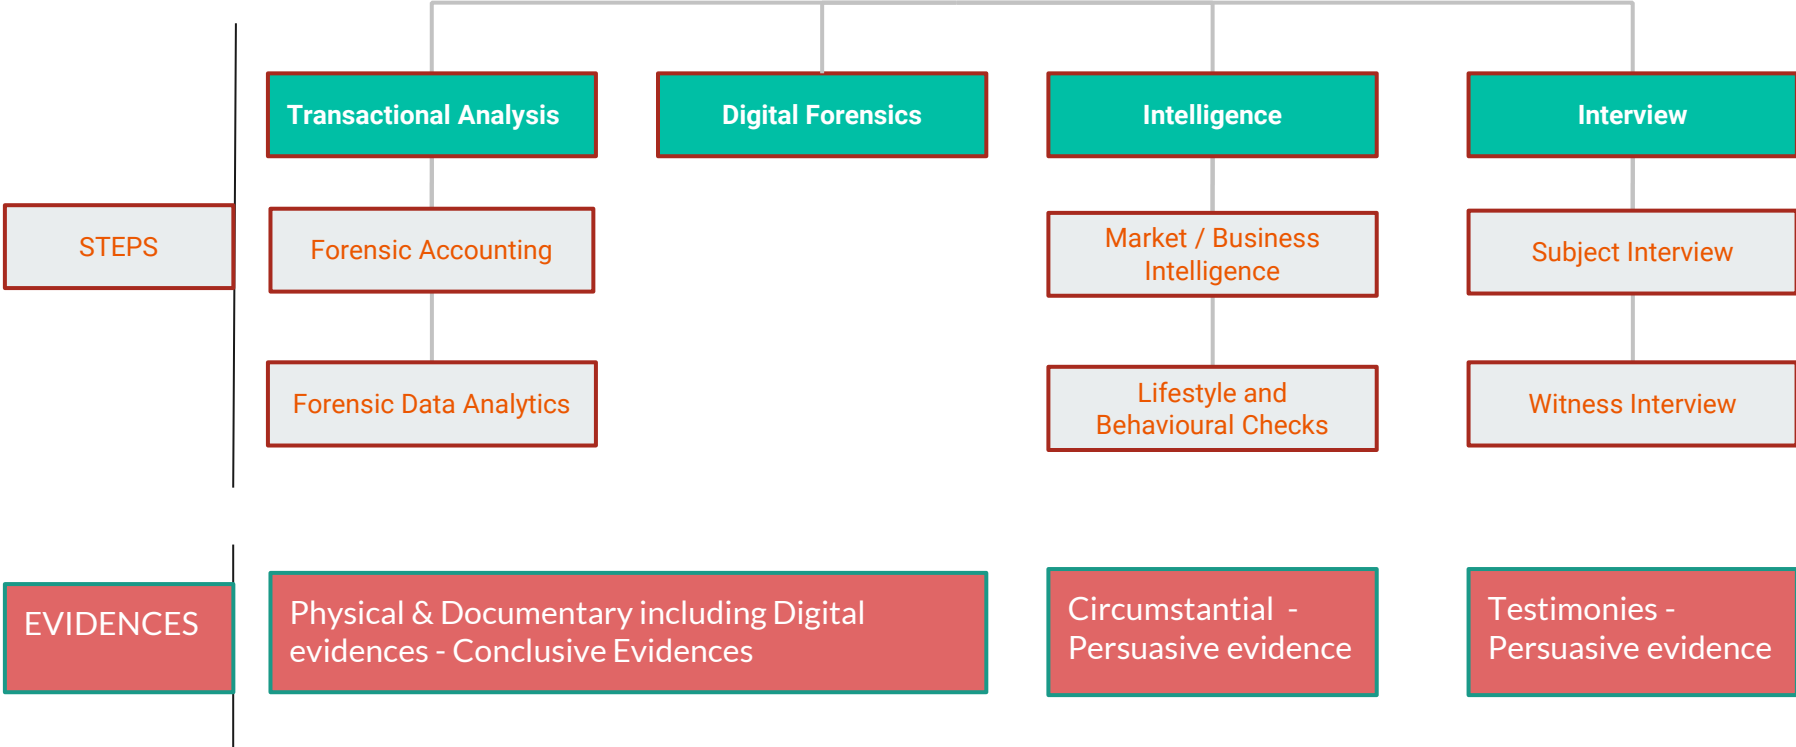 Transactional Analysis
Digital Forensics
Intelligence
Interview
STEPS
Forensic Accounting
Market / Business
Intelligence
Subject Interview
Forensic Data Analytics
Lifestyle and
Behavioural Checks
Witness Interview
EVIDENCES
Physical & Documentary including Digital
evidences - Conclusive Evidences
Circumstantial -
Persuasive evidence
Testimonies -
Persuasive evidence